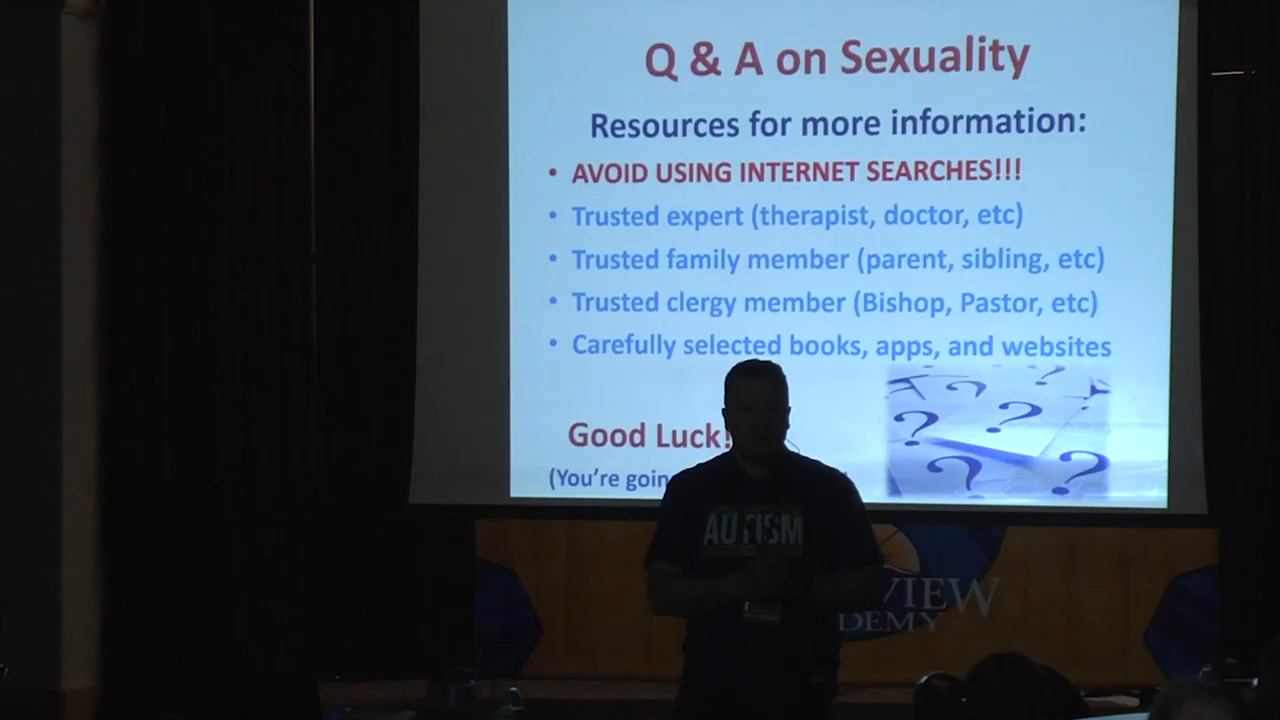 Q & A on Sexuality
Resources for more information:
• AVOID USING INTERNET SEARCHES!!!
• Trusted expert (therapist, doctor, etc)
• Trusted family member (parent, sibling, etc)
• Trusted clergy member (Bishop, Pastor, etc)
• Carefully selected books, apps, and websites
Good Luck!
(You're goin
AUTISM
VIEW
DEMY